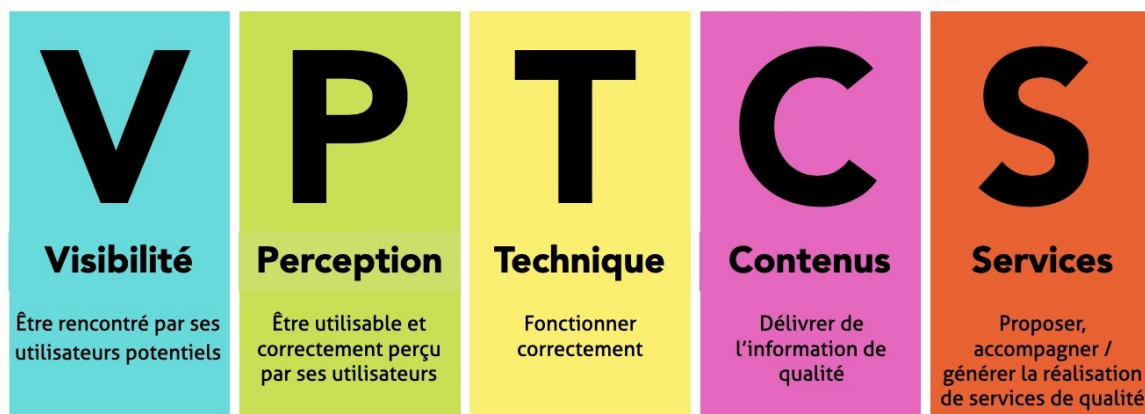 V
Visibilité
Être rencontré par ses
utilisateurs potentiels
P
Perception
Être utilisable et
correctement perçu
par ses utilisateurs
T
Technique
Fonctionner
correctement
C
Contenus
Délivrer de
l'information de
qualité
S
Services
Proposer,
accompagner /
générer la réalisation
de services de qualité